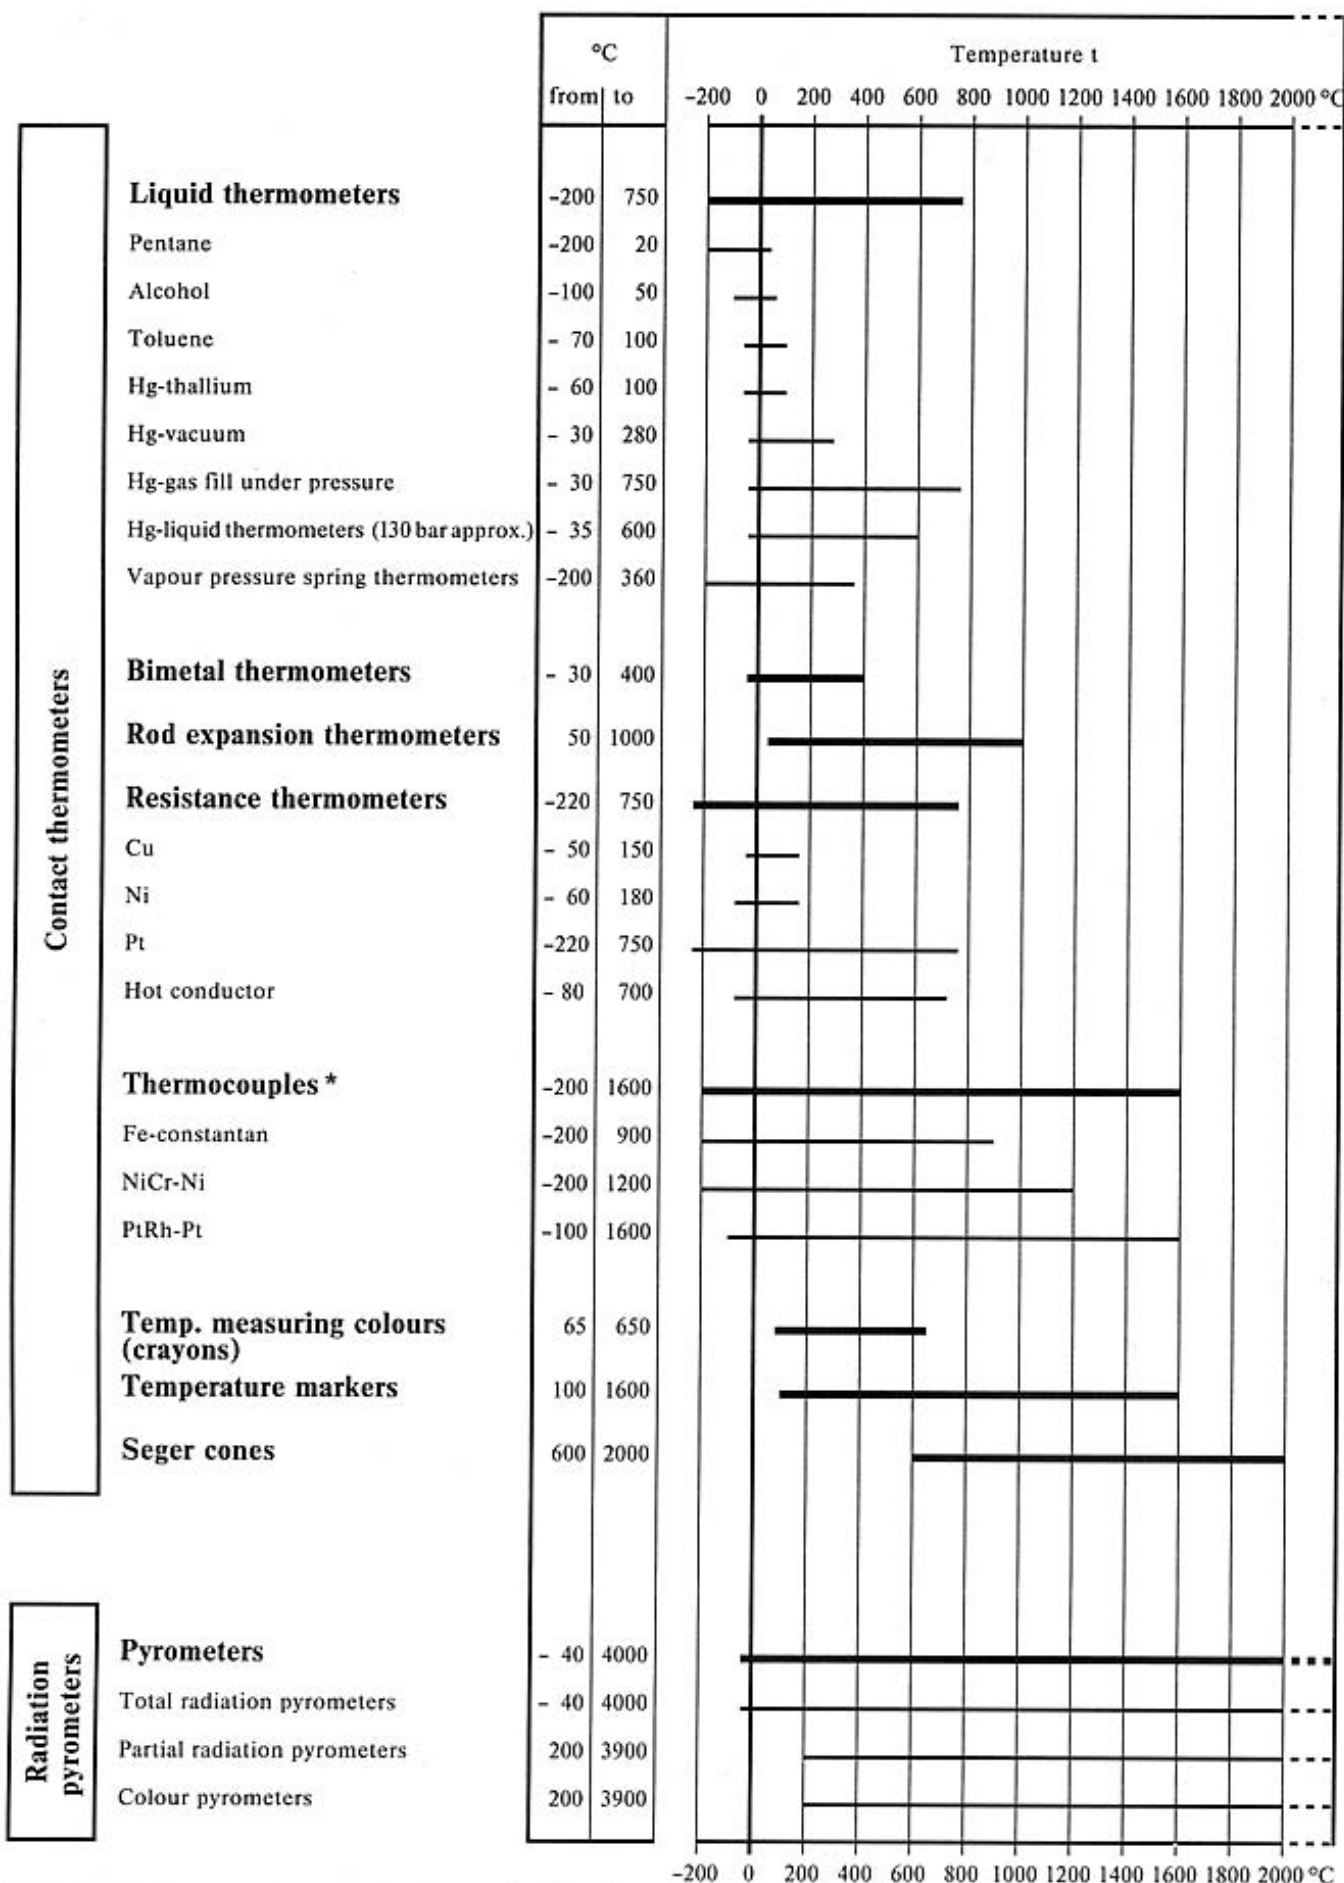 °C
Temperature t
from to
-200 0 200 400 600 800 1000 1200 1400 1600 1800 2000 °C
Contact thermometers
Liquid thermometers -200 750
Pentane -200 20
Alcohol -100 50
Toluene - 70 100
Hg-thallium - 60 100
Hg-vacuum - 30 280
Hg-gas fill under pressure - 30 750
Hg-liquid thermometers (130 bar approx.) - 35 600
Vapour pressure spring thermometers -200 360
Bimetal thermometers - 30 400
Rod expansion thermometers 50 1000
Resistance thermometers -220 750
Cu - 50 150
Ni - 60 180
Pt -220 750
Hot conductor - 80 700
Thermocouples * -200 1600
Fe-constantan -200 900
NiCr-Ni -200 1200
PtRh-Pt -100 1600
Temp. measuring colours 65 650
(crayons)
Temperature markers 100 1600
Seger cones 600 2000
Radiation
pyrometers
Pyrometers - 40 4000
Total radiation pyrometers - 40 4000
Partial radiation pyrometers 200 3900
Colour pyrometers 200 3900
-200 0 200 400 600 800 1000 1200 1400 1600 1800 2000 °C